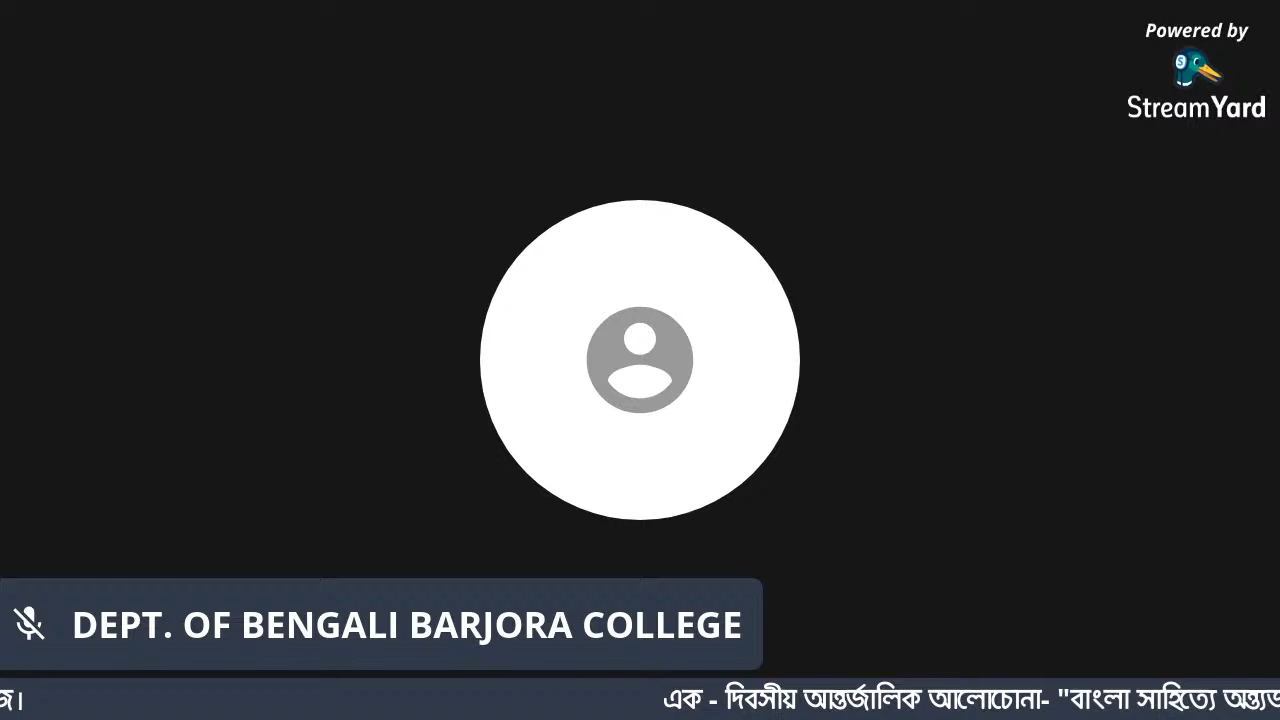 Powered by
StreamYard
DEPT. OF BENGALI BARJORA COLLEGE
এক - দিবসীয় আন্তর্জালিক আলোচোনা- "বাংলা সাহিত্যে